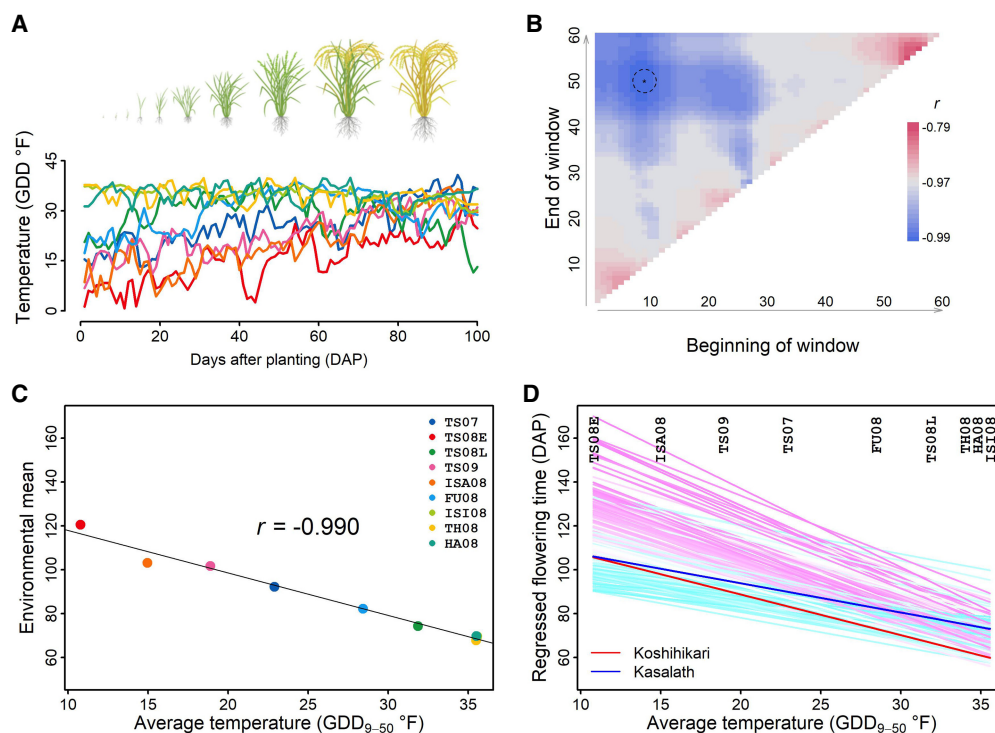 A
Temperature (GDD °F)
45
30
15
0
0
20
40
60
80
100
Days after planting (DAP)
B
End of window
60
50
40
30
20
10
10
20
30
40
50
60
Beginning of window
r
-0.79
-0.97
-0.99
C
Environmental mean
160
140
120
100
80
60
10
15
20
25
30
35
Average temperature (GDD9–50 °F)
r = -0.990
TS07
TS08E
TS08L
TS09
ISA08
FU08
ISI08
TH08
HA08
D
Regressed flowering time (DAP)
160
140
120
100
80
60
TS08E
ISA08
TS09
TS07
FU08
TS08L
TH08
HA08
ISI08
Koshihikari
Kasalath
10
15
20
25
30
35
Average temperature (GDD9–50 °F)